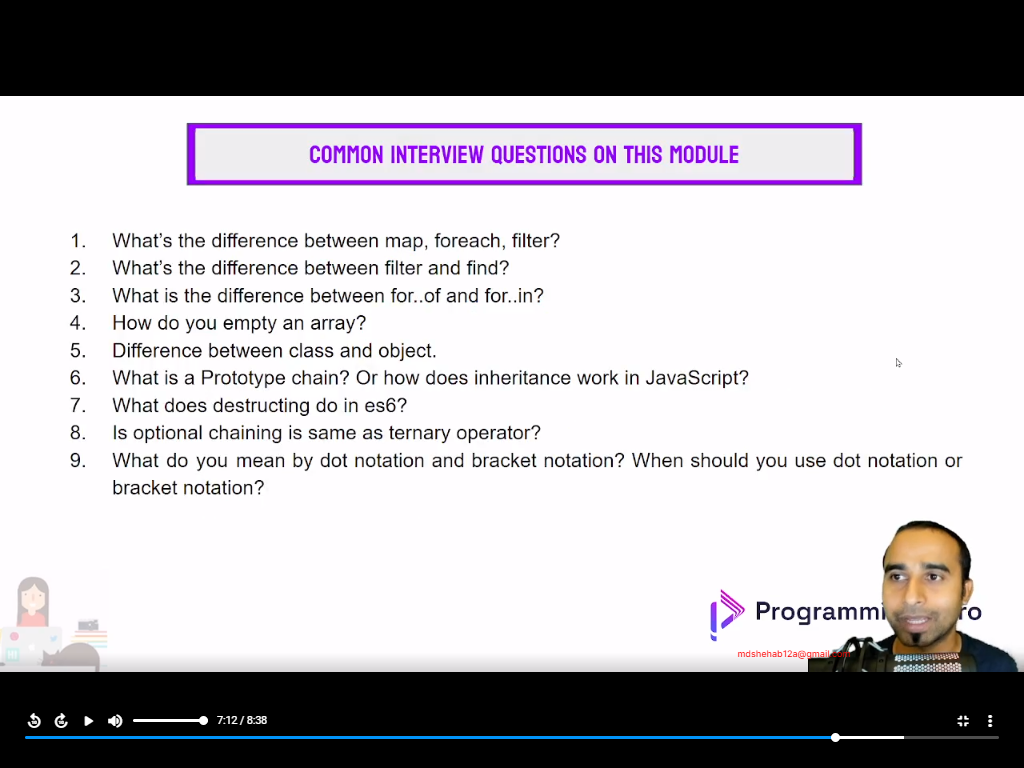 COMMON INTERVIEW QUESTIONS ON THIS MODULE
1. What's the difference between map, foreach, filter?
2. What's the difference between filter and find?
3. What is the difference between for..of and for..in?
4. How do you empty an array?
5. Difference between class and object.
6. What is a Prototype chain? Or how does inheritance work in JavaScript?
7. What does destructing do in es6?
8. Is optional chaining is same as ternary operator?
9. What do you mean by dot notation and bracket notation? When should you use dot notation or
bracket notation?
mdshehab12a@gmail.com
7:12 / 8:38